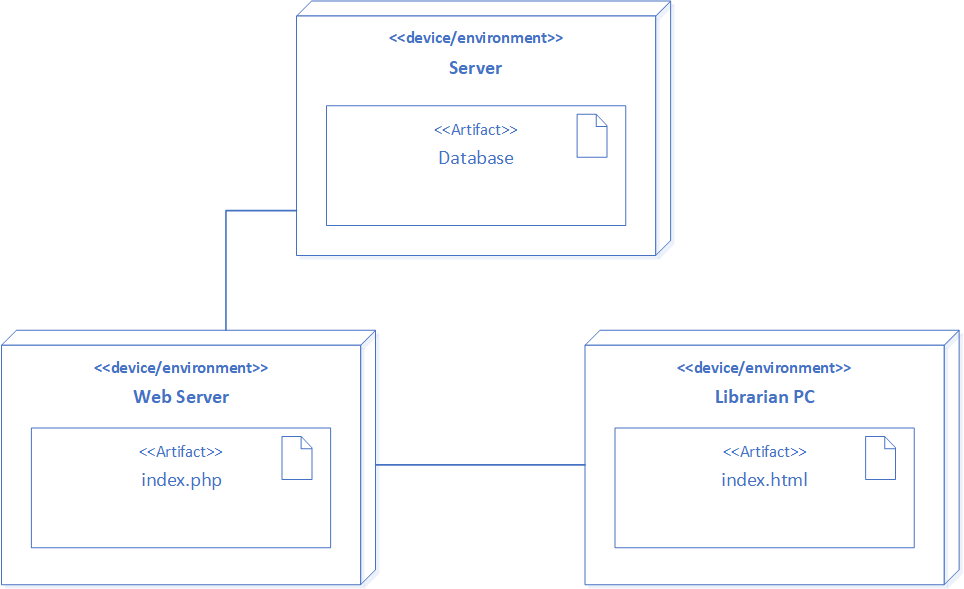 <<device/environment>>
Server
<<Artifact>>
Database
<<device/environment>>
Web Server
<<Artifact>>
index.php
<<device/environment>>
Librarian PC
<<Artifact>>
index.html